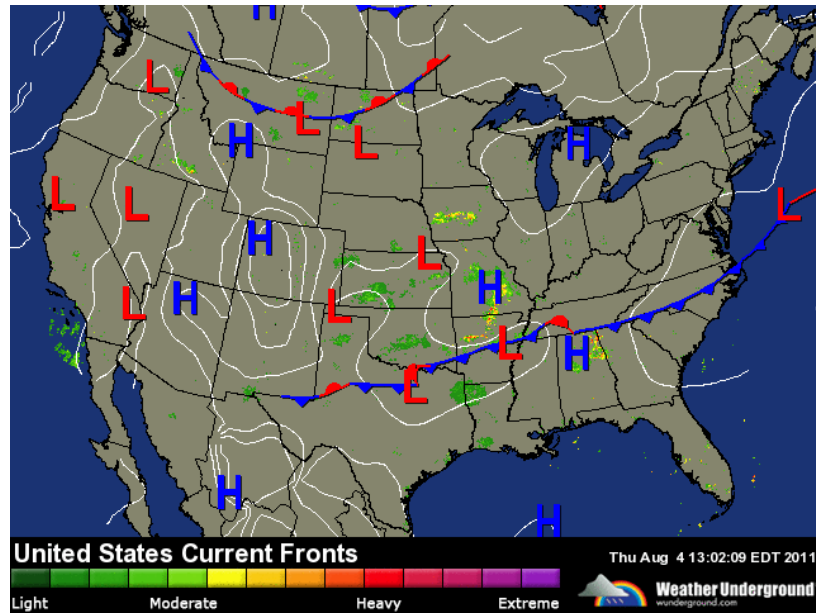 H
L
L
H
L
H
L
L
L
H
L
H
H
L
H
L
L
H
L
H
H
United States Current Fronts
Thu Aug 4 13:02:09 EDT 2011
Light
Moderate
Heavy
Extreme
Weather Underground
wunderground.com